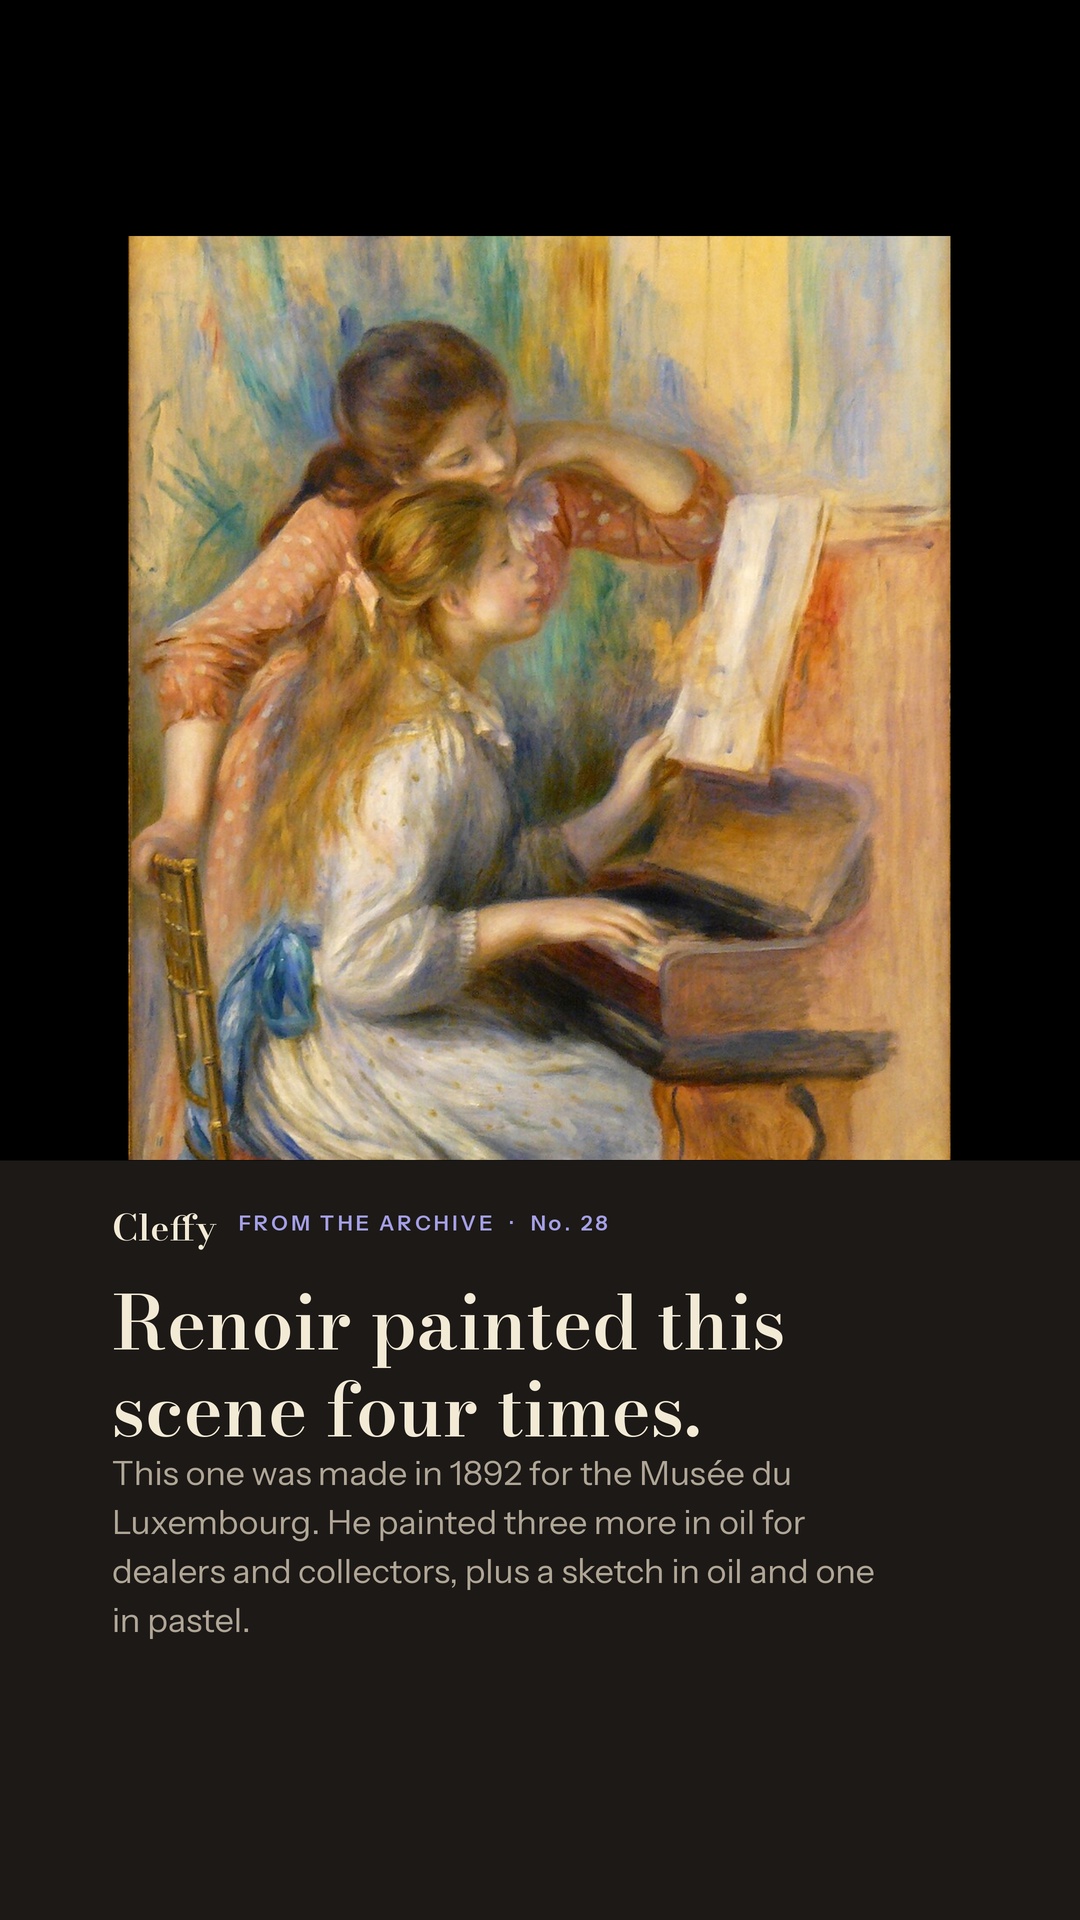 Cleffy FROM THE ARCHIVE · No. 28
Renoir painted this
scene four times.
This one was made in 1892 for the Musée du
Luxembourg. He painted three more in oil for
dealers and collectors, plus a sketch in oil and one
in pastel.